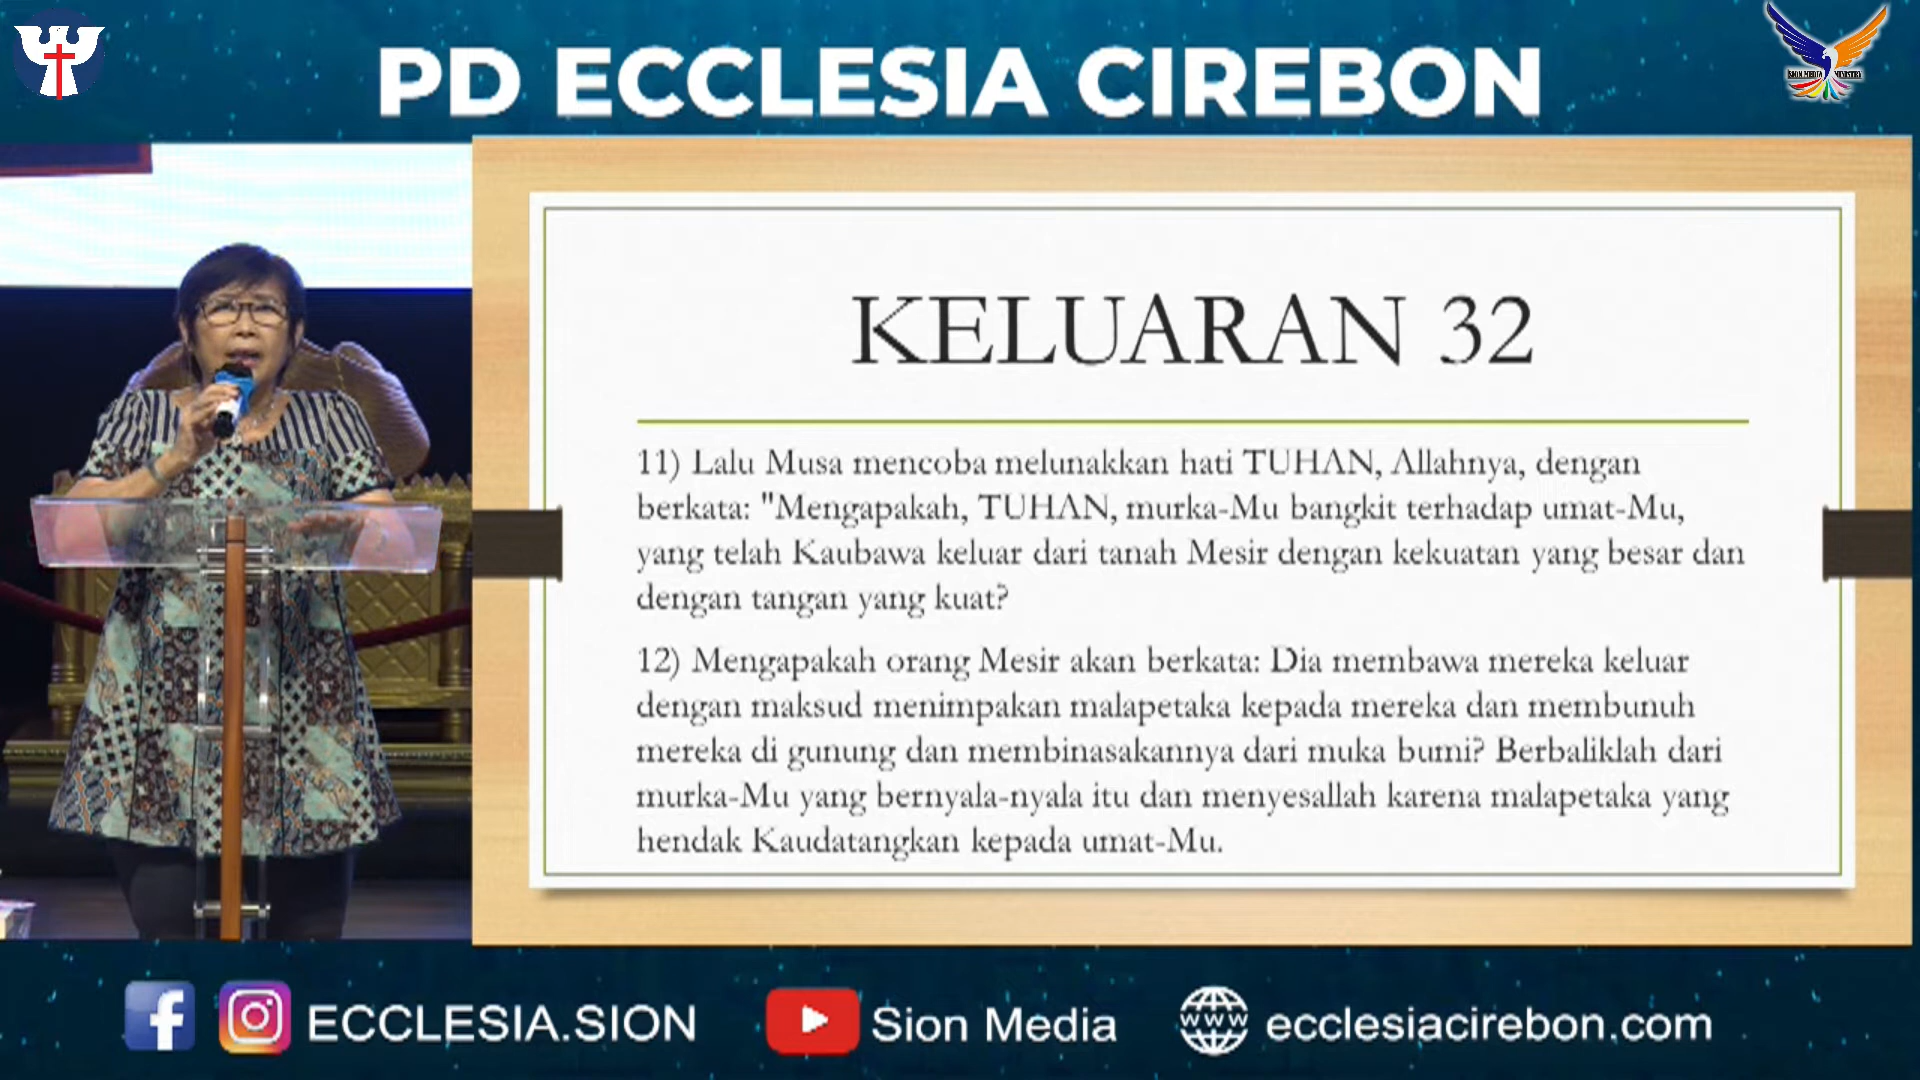 PD ECCLESIA CIREBON
SION MEDIA MINISTRY
KELUARAN 32
11) Lalu Musa mencoba melunakkan hati TUHAN, Allahnya, dengan
berkata: "Mengapakah, TUHAN, murka-Mu bangkit terhadap umat-Mu,
yang telah Kaubawa keluar dari tanah Mesir dengan kekuatan yang besar dan
dengan tangan yang kuat?
12) Mengapakah orang Mesir akan berkata: Dia membawa mereka keluar
dengan maksud menimpakan malapetaka kepada mereka dan membunuh
mereka di gunung dan membinasakannya dari muka bumi? Berbaliklah dari
murka-Mu yang bernyala-nyala itu dan menyesallah karena malapetaka yang
hendak Kaudatangkan kepada umat-Mu.
f ECCLESIA.SION Sion Media www ecclesiacirebon.com